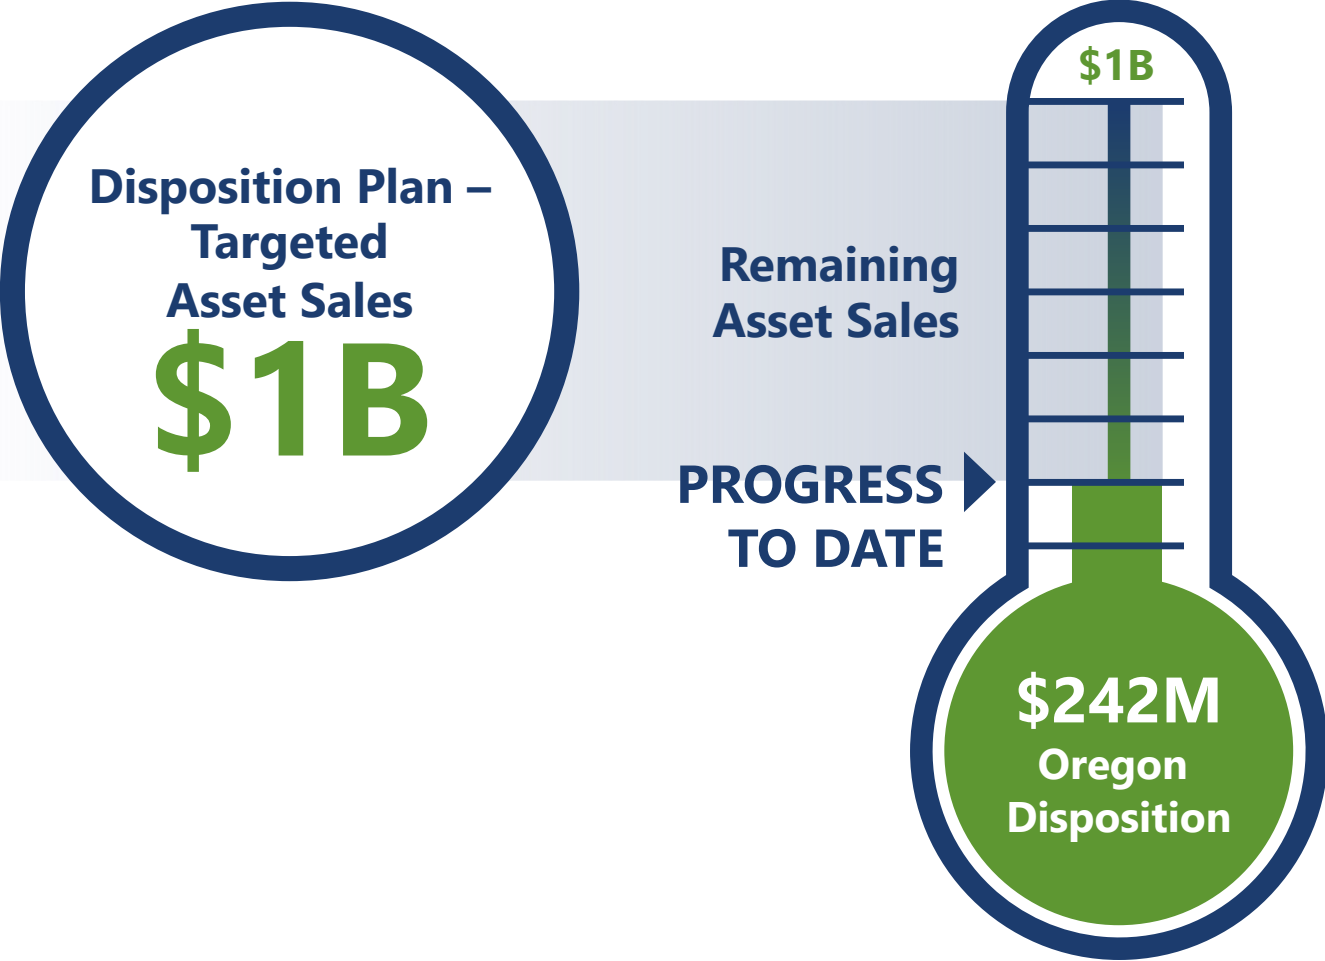 Disposition Plan –
Targeted
Asset Sales
$1B
Remaining
Asset Sales
PROGRESS
TO DATE
$1B
$242M
Oregon
Disposition